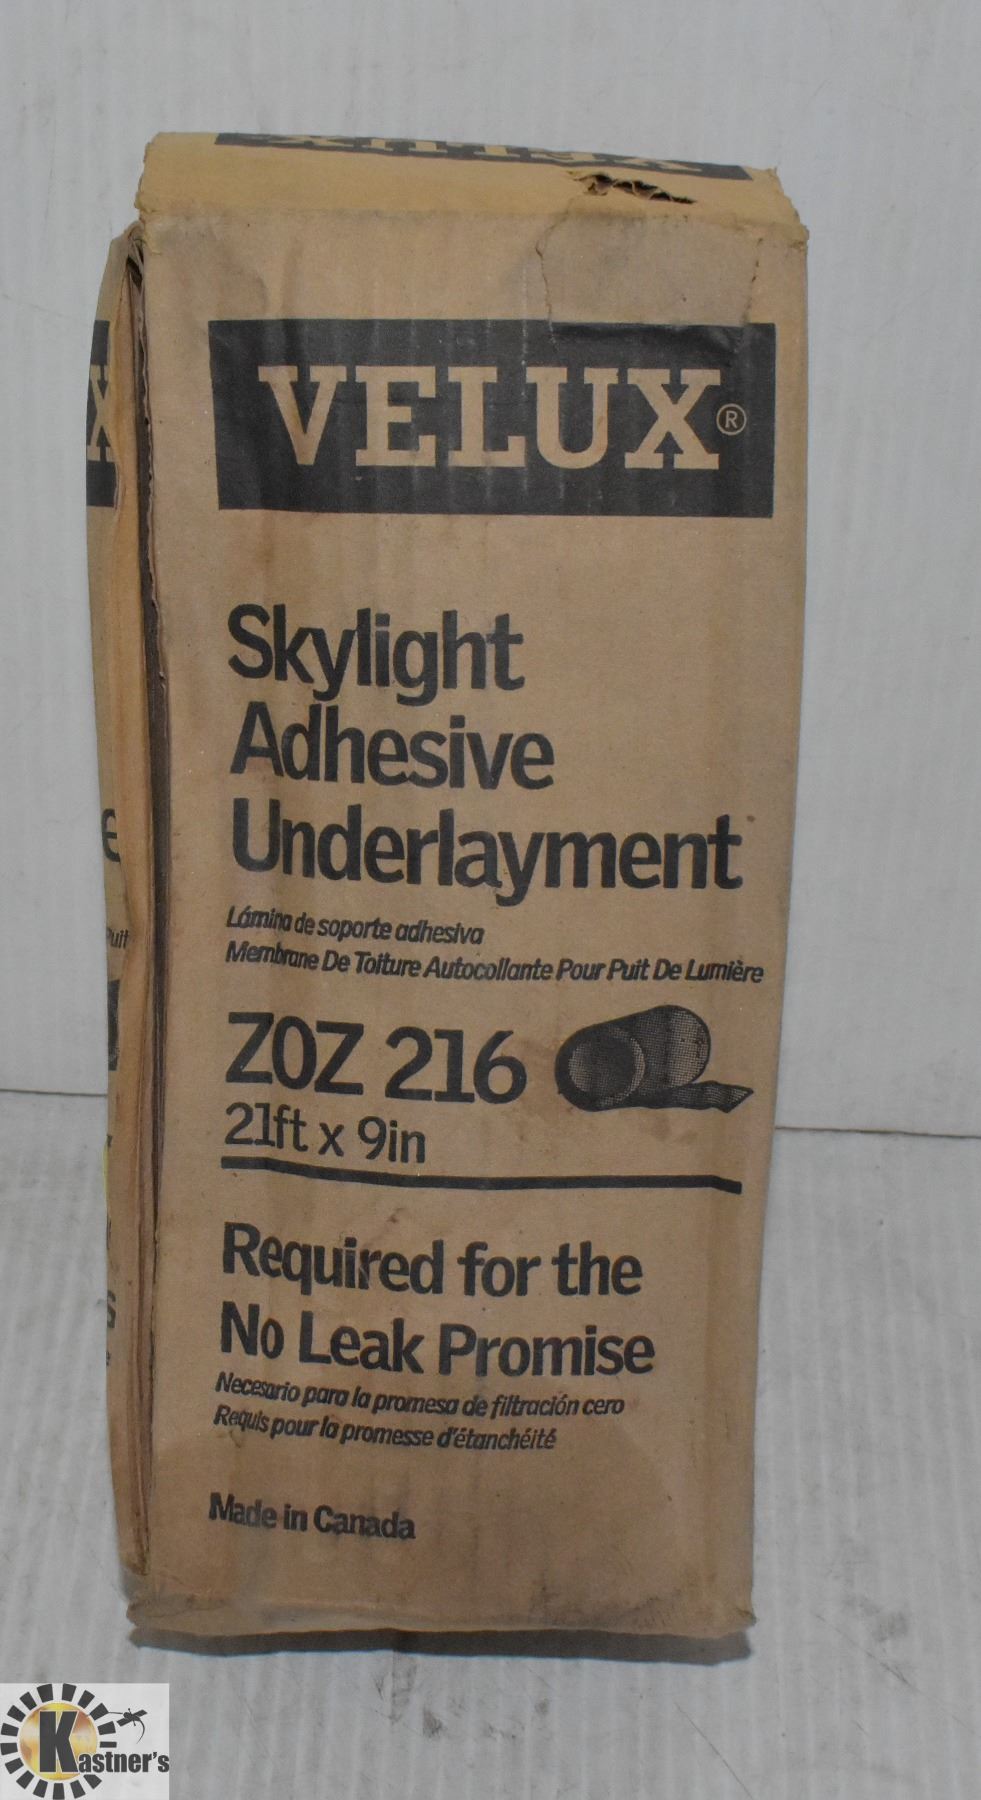 VELUX
VELUX®
Skylight
Adhesive
Underlayment
Lámina de soporte adhesiva
Membrane De Toiture Autocollante Pour Puit De Lumière
ZOZ 216
21ft x 9in
Required for the
No Leak Promise
Necesario para la promesa de filtración cero
Requis pour la promesse d'étanchéité
Made in Canada
Kastner's